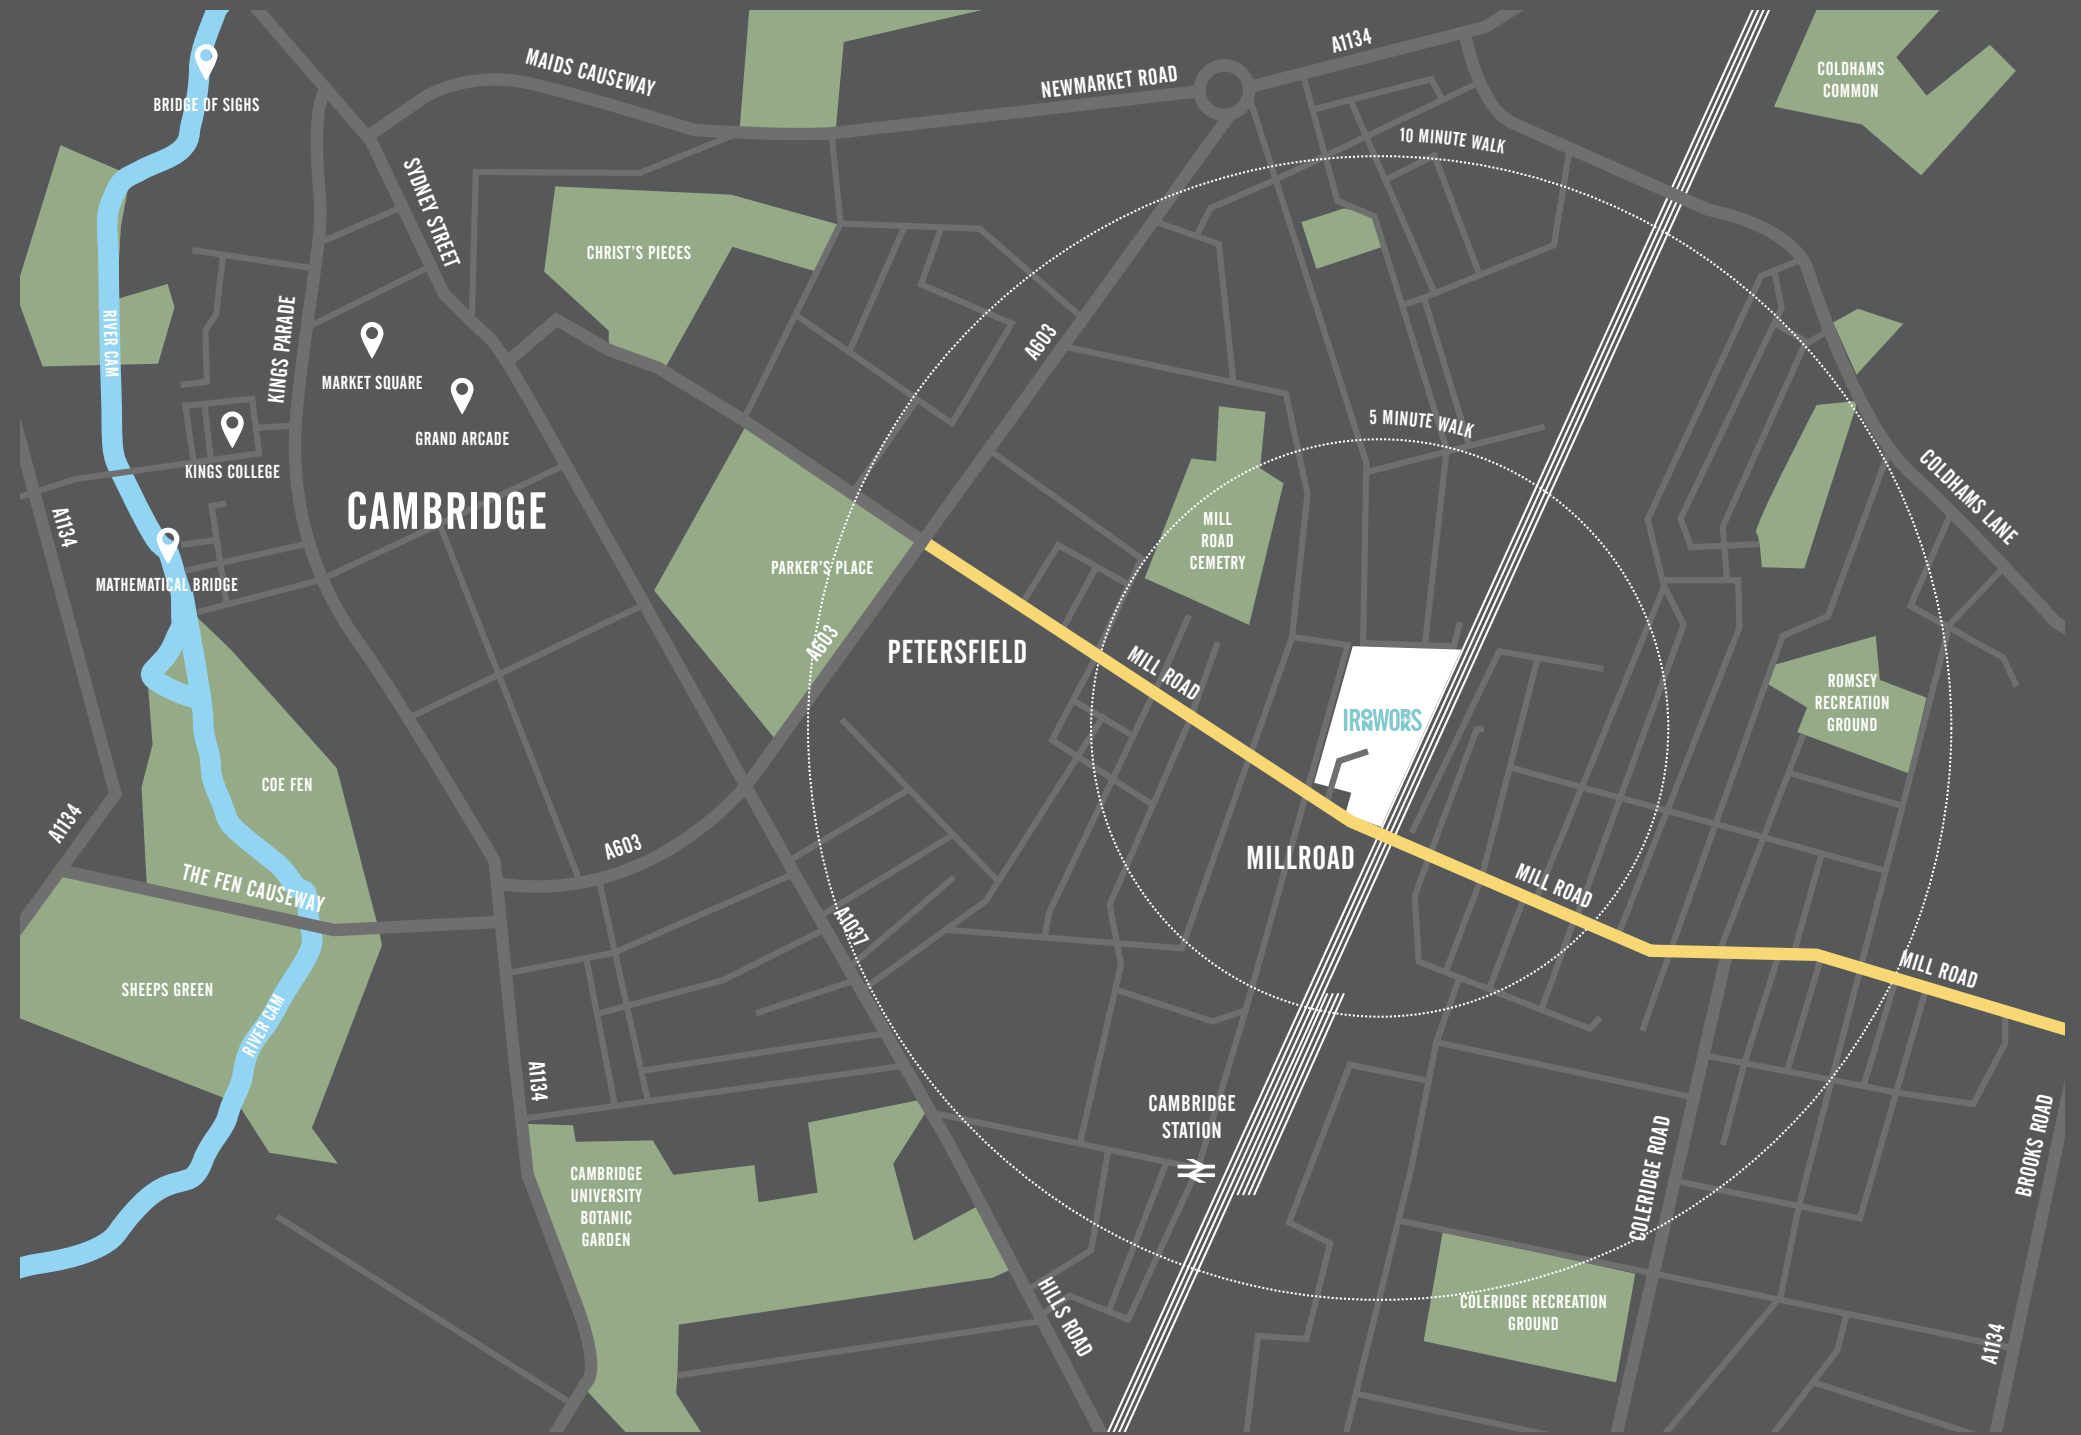 MAIDS CAUSEWAY
NEWMARKET ROAD
A1134
COLDHAMS
COMMON
BRIDGE OF SIGHS
10 MINUTE WALK
SYDNEY STREET
CHRIST'S PIECES
RIVER CAM
KINGS PARADE
A603
MARKET SQUARE
GRAND ARCADE
5 MINUTE WALK
KINGS COLLEGE
COLDHAMS LANE
CAMBRIDGE
A1134
MILL
ROAD
CEMETRY
PARKER'S PLACE
MATHEMATICAL BRIDGE
A603
PETERSFIELD
MILL ROAD
ROMSEY
RECREATION
GROUND
IRONWORKS
COE FEN
A1134
A603
MILLROAD
THE FEN CAUSEWAY
MILL ROAD
A1037
MILL ROAD
SHEEPS GREEN
RIVER CAM
A1134
CAMBRIDGE
STATION
COLERIDGE ROAD
BROOKS ROAD
CAMBRIDGE
UNIVERSITY
BOTANIC
GARDEN
HILLS ROAD
COLERIDGE RECREATION
GROUND
A1134